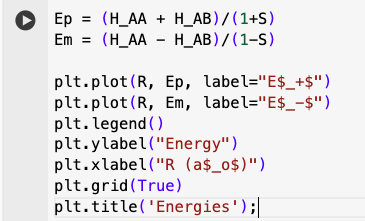 Ep = (H_AA + H_AB)/(1+S)
Em = (H_AA − H_AB)/(1−S)
plt.plot(R, Ep, label="E$_+$")
plt.plot(R, Em, label="E$_−$")
plt.legend()
plt.ylabel("Energy")
plt.xlabel("R (a$_o$)")
plt.grid(True)
plt.title('Energies');